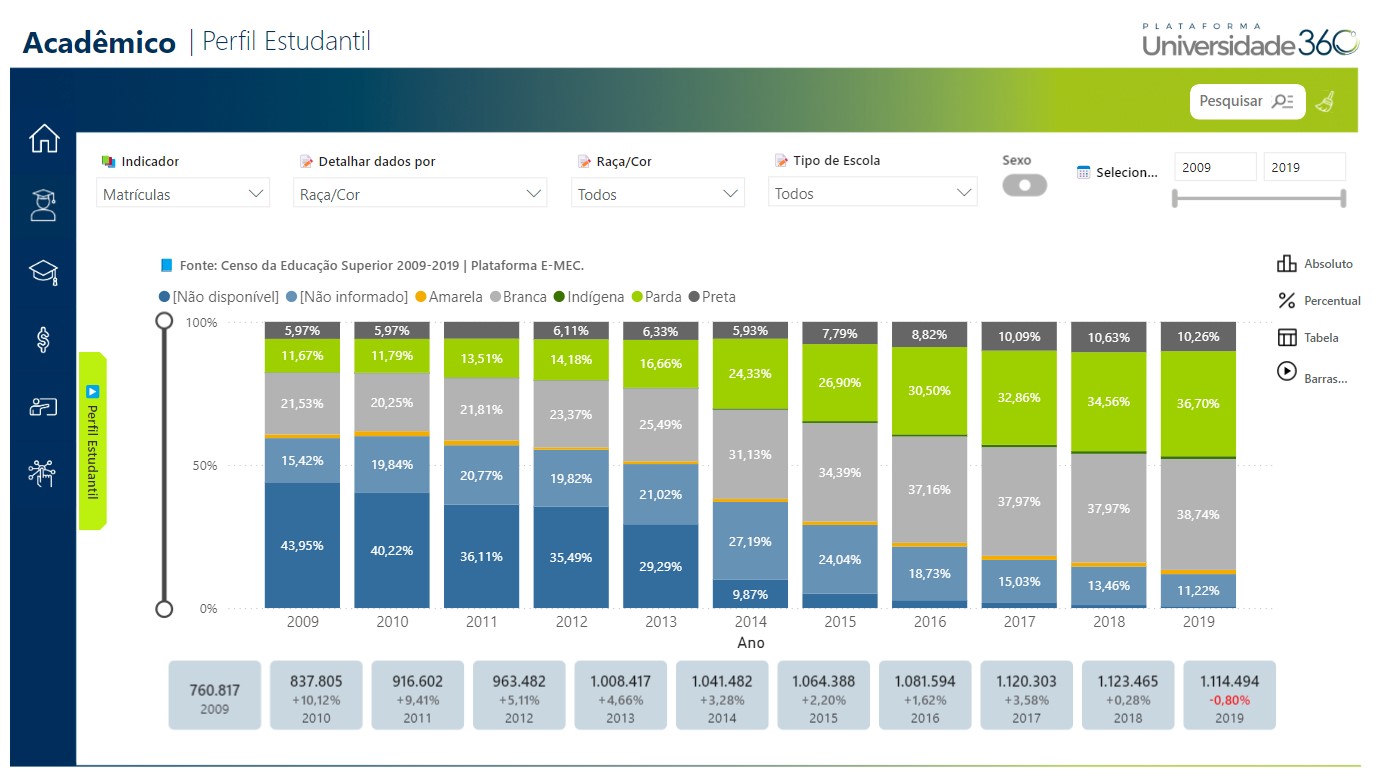 Acadêmico | Perfil Estudantil
PLATAFORMA
Universidade 360
Pesquisar
Indicador
Matrículas
Detalhar dados por
Raça/Cor
Raça/Cor
Todos
Tipo de Escola
Todos
Sexo
Selecion...
2009 2019
Fonte: Censo da Educação Superior 2009-2019 | Plataforma E-MEC.
[Não disponível] [Não informado] Amarela Branca Indígena Parda Preta
Absoluto
Percentual
Tabela
Barras...
Perfil Estudantil
100%
50%
0%
5,97% 5,97% 6,11% 6,33% 5,93% 7,79% 8,82% 10,09% 10,63% 10,26%
11,67% 11,79% 13,51% 14,18% 16,66% 24,33% 26,90% 30,50% 32,86% 34,56% 36,70%
21,53% 20,25% 21,81% 23,37% 25,49% 31,13% 34,39% 37,16% 37,97% 37,97% 38,74%
15,42% 19,84% 20,77% 19,82% 21,02% 27,19% 24,04% 18,73% 15,03% 13,46% 11,22%
43,95% 40,22% 36,11% 35,49% 29,29% 9,87%
2009 2010 2011 2012 2013 2014 2015 2016 2017 2018 2019
Ano
760.817 837.805 916.602 963.482 1.008.417 1.041.482 1.064.388 1.081.594 1.120.303 1.123.465 1.114.494
+10,12% +9,41% +5,11% +4,66% +3,28% +2,20% +1,62% +3,58% +0,28% -0,80%
2009 2010 2011 2012 2013 2014 2015 2016 2017 2018 2019